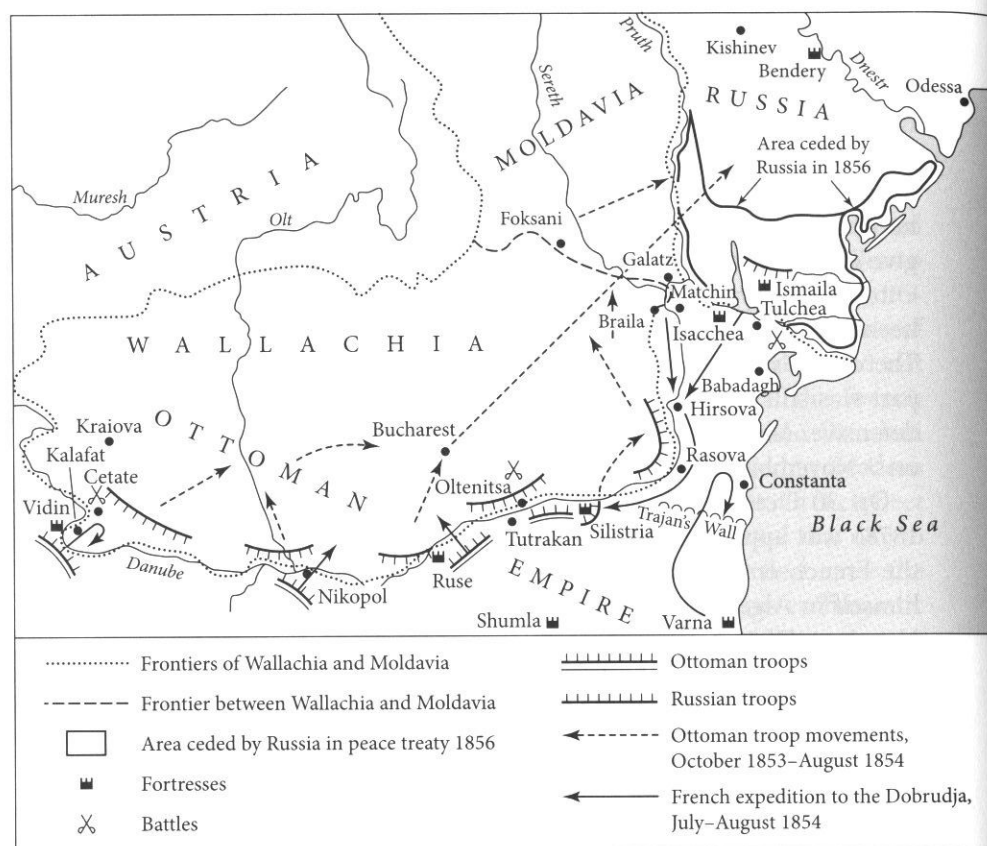 Pruth
Kishinev
Bendery
Dnestr
Odessa
Sereth
MOLDAVIA
RUSSIA
Area ceded by
Russia in 1856
Muresh
AUSTRIA
Olt
Foksani
Galatz
Matchin
Ismaila
Tulchea
Braila
Isacchea
WALLACHIA
Babadagh
Hirsova
Kraiova
Kalafat
Cetate
Vidin
OTTOMAN
Bucharest
Oltenitsa
Rasova
Constanta
Tutrakan
Silistria
Trajan's
Wall
Black Sea
Danube
Nikopol
Ruse
EMPIRE
Shumla
Varna
Frontiers of Wallachia and Moldavia
Frontier between Wallachia and Moldavia
Area ceded by Russia in peace treaty 1856
Fortresses
Battles
Ottoman troops
Russian troops
Ottoman troop movements,
October 1853–August 1854
French expedition to the Dobrudja,
July–August 1854